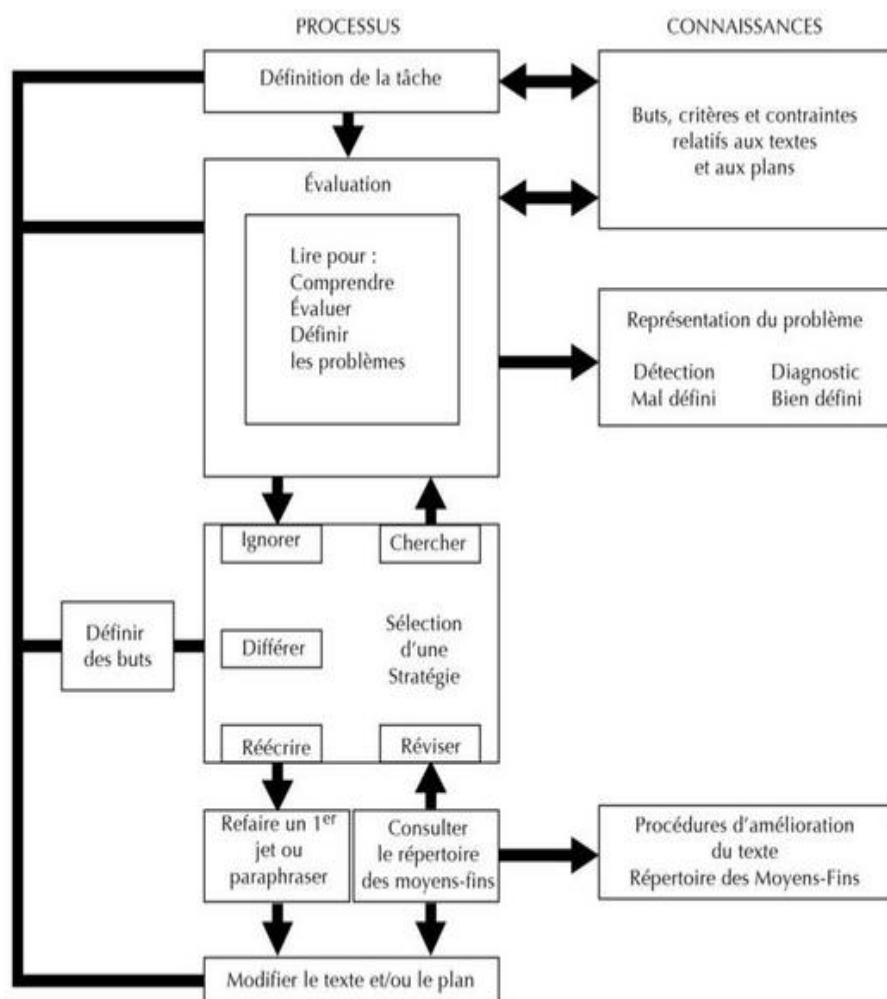 PROCESSUS
CONNAISSANCES
Définition de la tâche
Buts, critères et contraintes
relatifs aux textes
et aux plans
Évaluation
Lire pour :
Comprendre
Évaluer
Définir
les problèmes
Représentation du problème
Détection Diagnostic
Mal défini Bien défini
Ignorer
Chercher
Définir
des buts
Différer
Sélection
d'une
Stratégie
Réécrire
Réviser
Refaire un 1er
jet ou
paraphraser
Consulter
le répertoire
des moyens-fins
Procédures d'amélioration
du texte
Répertoire des Moyens-Fins
Modifier le texte et/ou le plan